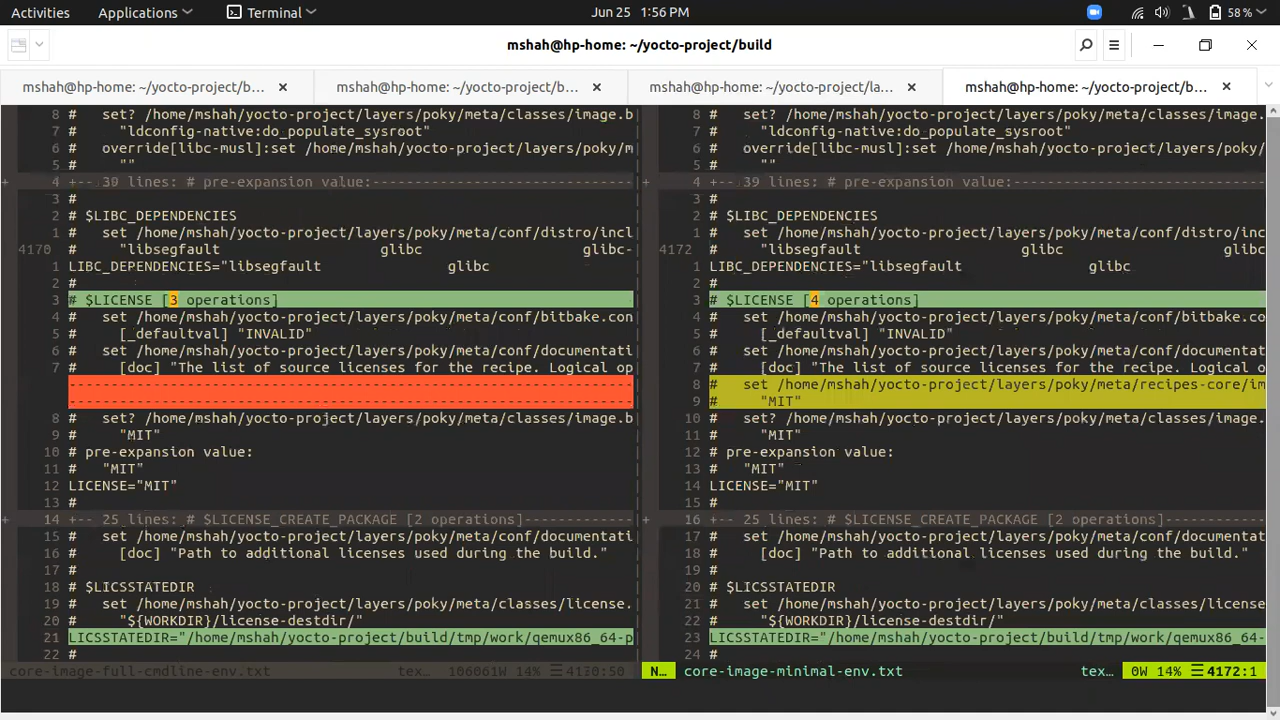 Activities Applications Terminal Jun 25 1:56 PM 58 %
mshah@hp-home: ~/yocto-project/build
mshah@hp-home: ~/yocto-project/b... mshah@hp-home: ~/yocto-project/b... mshah@hp-home: ~/yocto-project/la... mshah@hp-home: ~/yocto-project/b...
8 #   set? /home/mshah/yocto-project/layers/poky/meta/classes/image.b
7 #     "ldconfig-native:do_populate_sysroot"
6 #   override[libc-musl]:set /home/mshah/yocto-project/layers/poky/m
5 #     ""
+ 4 +-- 39 lines: # pre-expansion value:------------------------------
3 #
2 # $LIBC_DEPENDENCIES
1 #   set /home/mshah/yocto-project/layers/poky/meta/conf/distro/incl
4170 #     "libsegfault glibc glibc-
1 LIBC_DEPENDENCIES="libsegfault glibc
2 #
3 # $LICENSE [3 operations]
4 #   set /home/mshah/yocto-project/layers/poky/meta/conf/bitbake.con
5 #     [_defaultval] "INVALID"
6 #   set /home/mshah/yocto-project/layers/poky/meta/conf/documentati
7 #     [doc] "The list of source licenses for the recipe. Logical op
------------------------------------------------------------------
------------------------------------------------------------------
8 #   set? /home/mshah/yocto-project/layers/poky/meta/classes/image.b
9 #     "MIT"
10 # pre-expansion value:
11 #   "MIT"
12 LICENSE="MIT"
13 #
+ 14 +-- 25 lines: # $LICENSE_CREATE_PACKAGE [2 operations]-------------
15 #   set /home/mshah/yocto-project/layers/poky/meta/conf/documentati
16 #     [doc] "Path to additional licenses used during the build."
17 #
18 # $LICSSTATEDIR
19 #   set /home/mshah/yocto-project/layers/poky/meta/classes/license.
20 #     "${WORKDIR}/license-destdir/"
21 LICSSTATEDIR="/home/mshah/yocto-project/build/tmp/work/qemux86_64-p
22 #
core-image-full-cmdline-env.txt tex… 106061W 14% ☰4170:50
8 #   set? /home/mshah/yocto-project/layers/poky/meta/classes/image.b
7 #     "ldconfig-native:do_populate_sysroot"
6 #   override[libc-musl]:set /home/mshah/yocto-project/layers/poky/
5 #     ""
+ 4 +-- 39 lines: # pre-expansion value:------------------------------
3 #
2 # $LIBC_DEPENDENCIES
1 #   set /home/mshah/yocto-project/layers/poky/meta/conf/distro/incl
4172 #     "libsegfault glibc glibc-
1 LIBC_DEPENDENCIES="libsegfault glibc
2 #
3 # $LICENSE [4 operations]
4 #   set /home/mshah/yocto-project/layers/poky/meta/conf/bitbake.con
5 #     [_defaultval] "INVALID"
6 #   set /home/mshah/yocto-project/layers/poky/meta/conf/documentati
7 #     [doc] "The list of source licenses for the recipe. Logical op
8 #   set /home/mshah/yocto-project/layers/poky/meta/recipes-core/im
9 #     "MIT"
10 #   set? /home/mshah/yocto-project/layers/poky/meta/classes/image.b
11 #     "MIT"
12 # pre-expansion value:
13 #   "MIT"
14 LICENSE="MIT"
15 #
+ 16 +-- 25 lines: # $LICENSE_CREATE_PACKAGE [2 operations]-------------
17 #   set /home/mshah/yocto-project/layers/poky/meta/conf/documentati
18 #     [doc] "Path to additional licenses used during the build."
19 #
20 # $LICSSTATEDIR
21 #   set /home/mshah/yocto-project/layers/poky/meta/classes/license.
22 #     "${WORKDIR}/license-destdir/"
23 LICSSTATEDIR="/home/mshah/yocto-project/build/tmp/work/qemux86_64-
24 #
N… core-image-minimal-env.txt tex… 0W 14% ☰4172:1